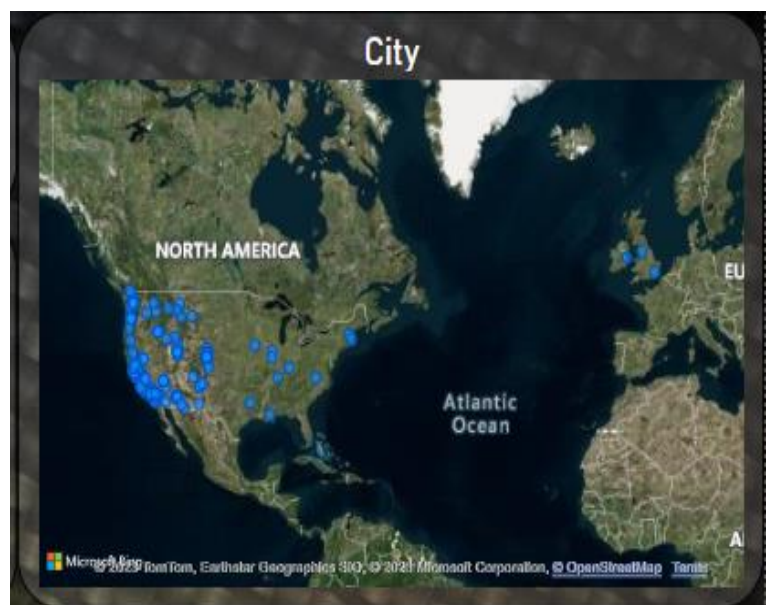 City
NORTH AMERICA
EU
Atlantic
Ocean
A
Microsoft Bing
© 2023 TomTom, Earthstar Geographics SIO, © 2023 Microsoft Corporation, © OpenStreetMap Terms